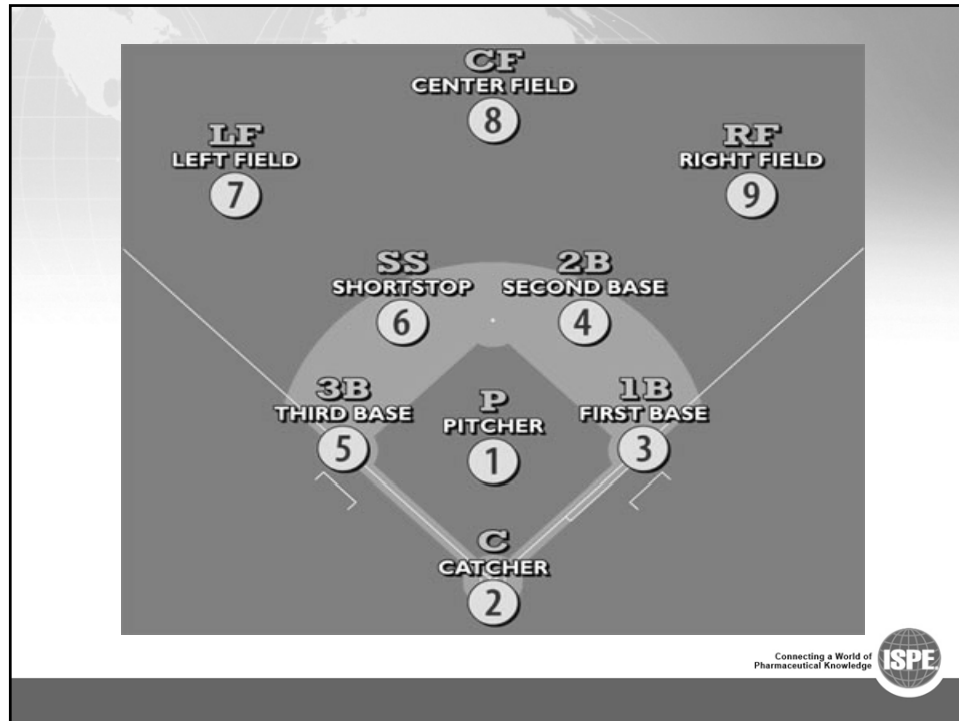 CF
CENTER FIELD
8
LF
LEFT FIELD
7
RF
RIGHT FIELD
9
SS
SHORTSTOP
6
2B
SECOND BASE
4
3B
THIRD BASE
5
P
PITCHER
1
1B
FIRST BASE
3
C
CATCHER
2
Connecting a World of
Pharmaceutical Knowledge
ISPE